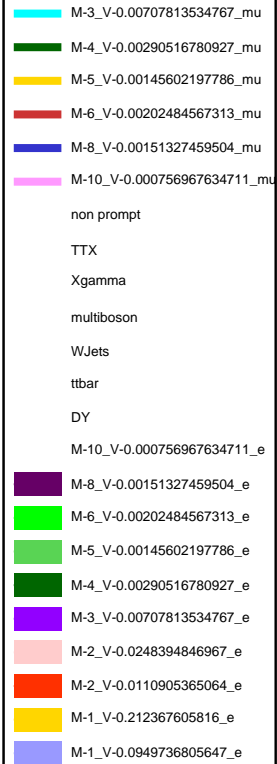 M-3_V-0.00707813534767_mu
M-4_V-0.00290516780927_mu
M-5_V-0.00145602197786_mu
M-6_V-0.00202484567313_mu
M-8_V-0.00151327459504_mu
M-10_V-0.000756967634711_mu
non prompt
TTX
Xgamma
multiboson
WJets
ttbar
DY
M-10_V-0.000756967634711_e
M-8_V-0.00151327459504_e
M-6_V-0.00202484567313_e
M-5_V-0.00145602197786_e
M-4_V-0.00290516780927_e
M-3_V-0.00707813534767_e
M-2_V-0.0248394846967_e
M-2_V-0.0110905365064_e
M-1_V-0.212367605816_e
M-1_V-0.0949736805647_e